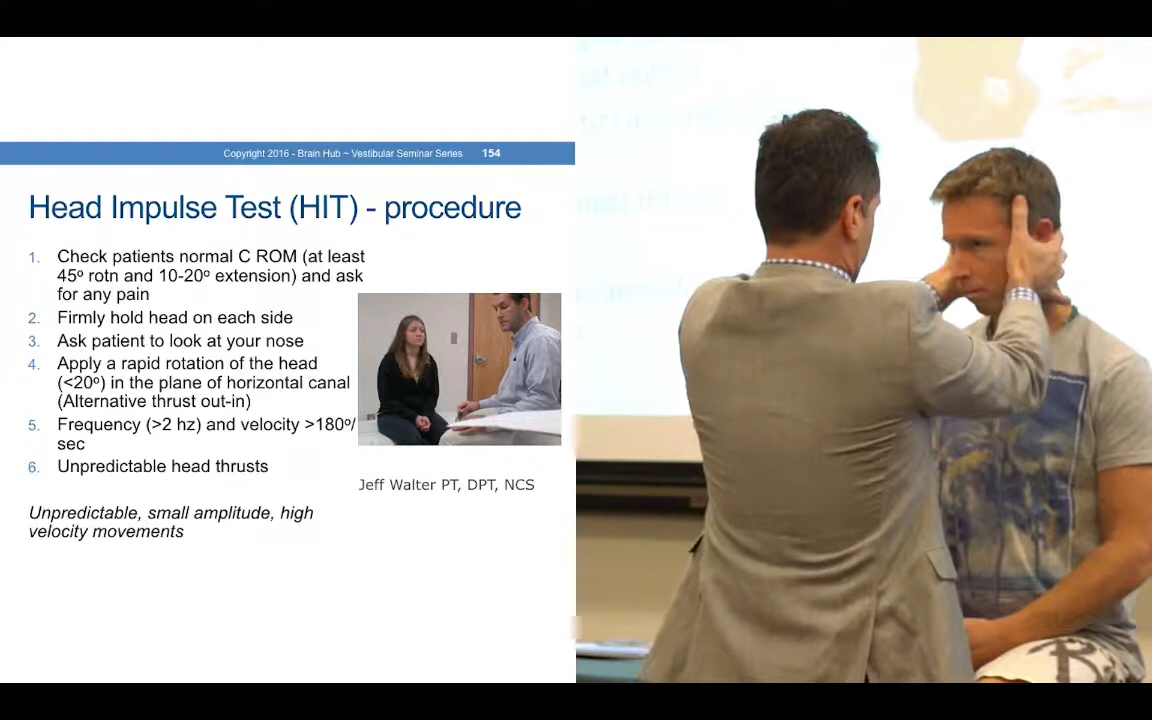 Copyright 2016 - Brain Hub ~ Vestibular Seminar Series 154
Head Impulse Test (HIT) - procedure
1. Check patients normal C ROM (at least
45º rotn and 10-20º extension) and ask
for any pain
2. Firmly hold head on each side
3. Ask patient to look at your nose
4. Apply a rapid rotation of the head
(<20º) in the plane of horizontal canal
(Alternative thrust out-in)
5. Frequency (>2 hz) and velocity >180º/
sec
6. Unpredictable head thrusts
Jeff Walter PT, DPT, NCS
Unpredictable, small amplitude, high
velocity movements